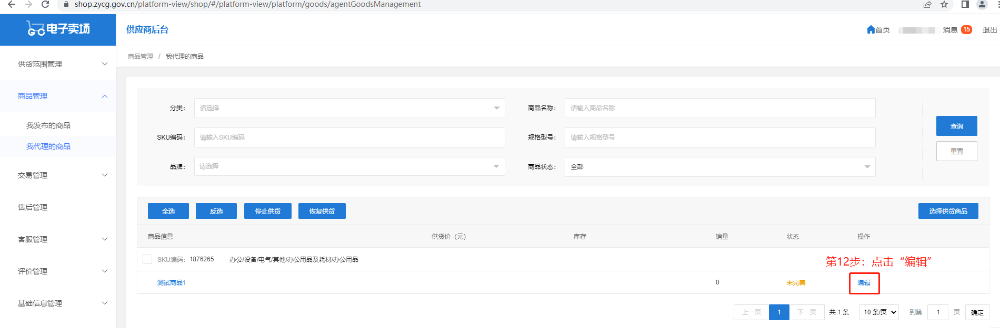 shop.zycg.gov.cn/platform-view/shop/#/platform-view/platform/goods/agentGoodsManagement
GC 电子卖场
供应商后台
首页 消息 15 退出
商品管理 / 我代理的商品
供货范围管理
商品管理
我发布的商品
我代理的商品
交易管理
售后管理
客服管理
评价管理
基础信息管理
分类： 请选择 商品名称： 请输入商品名称
SKU编码： 请输入SKU编码 规格型号： 请输入规格型号
品牌： 请选择 商品状态： 全部
查询
重置
全选 反选 停止供货 恢复供货 选择供货商品
商品信息 供货价（元） 库存 销量 状态 操作
SKU编码：1876265 办公/设备/电气/其他/办公用品及耗材/办公用品
第12步：点击“编辑”
测试商品1 0 未完善 编辑
上一页 1 下一页 共 1 条 10 条/页 到第 1 页 确定